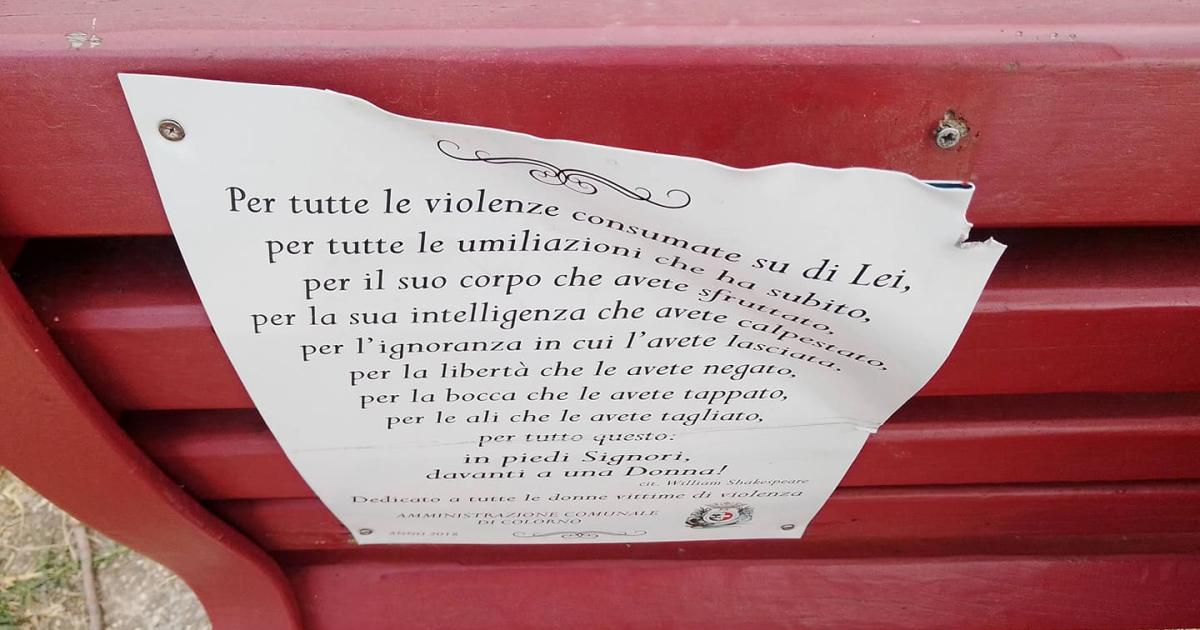 Per tutte le violenze consumate su di Lei,
per tutte le umiliazioni che ha subito,
per il suo corpo che avete sfruttato,
per la sua intelligenza che avete calpestato,
per l'ignoranza in cui l'avete lasciata,
per la libertà che le avete negato,
per la bocca che le avete tappato,
per le ali che le avete tagliato,
per tutto questo:
in piedi Signori,
davanti a una Donna!
cit. William Shakespeare
Dedicato a tutte le donne vittime di violenza
AMMINISTRAZIONE COMUNALE
DI COLORNO
ANNO 2018